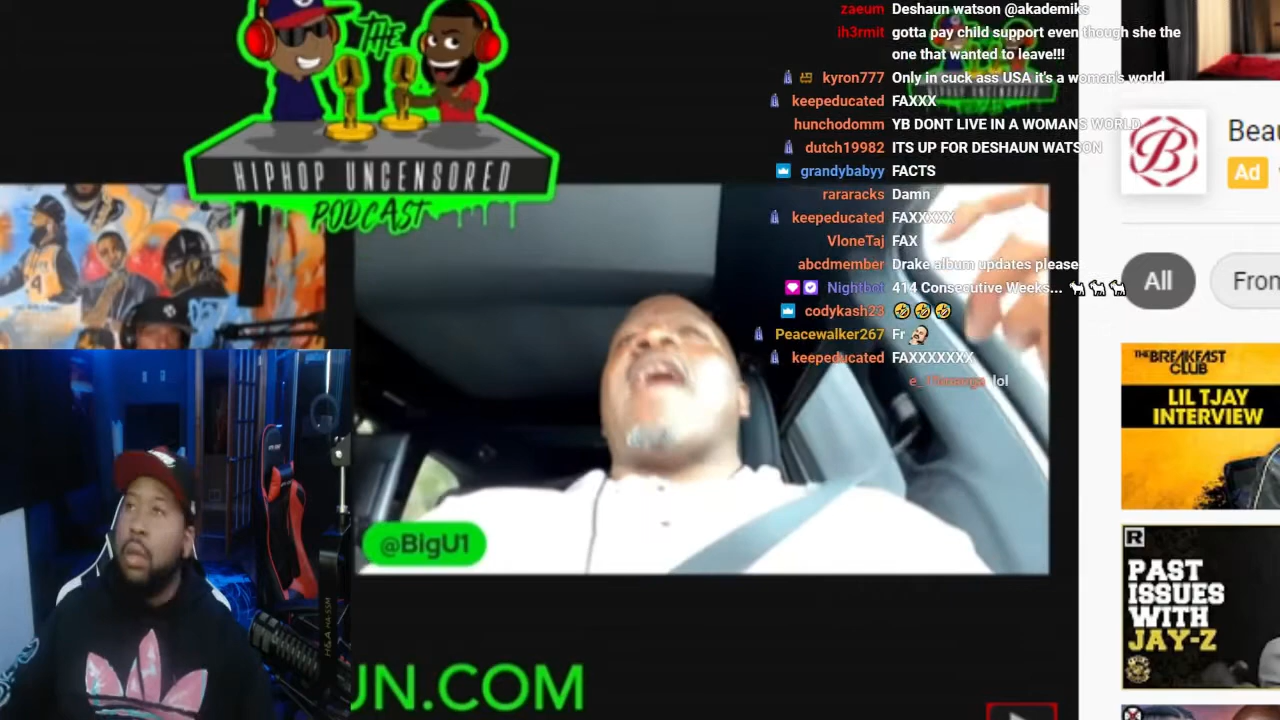 THE
HIPHOP UNCENSORED
PODCAST
zaeum Deshaun watson @akademiks
ih3rmit gotta pay child support even though she the
one that wanted to leave!!!
kyron777 Only in cuck ass USA it's a woman's world
keepeducated FAXXX
hunchodomm YB DONT LIVE IN A WOMANS WORLD
dutch19982 ITS UP FOR DESHAUN WATSON
grandybabyy FACTS
rararacks Damn
keepeducated FAXXXXX
VloneTaj FAX
abcdmember Drake album updates please
Nightbot 414 Consecutive Weeks...
codykash23
Peacewalker267 Fr
keepeducated FAXXXXXXX
lol
HIPHOP UNCENSORED
B
Beau
Ad
All
From
THE BREAKFAST
CLUB
LIL TJAY
INTERVIEW
R
PAST
ISSUES
WITH
JAY-Z
@BigU1
UN.COM